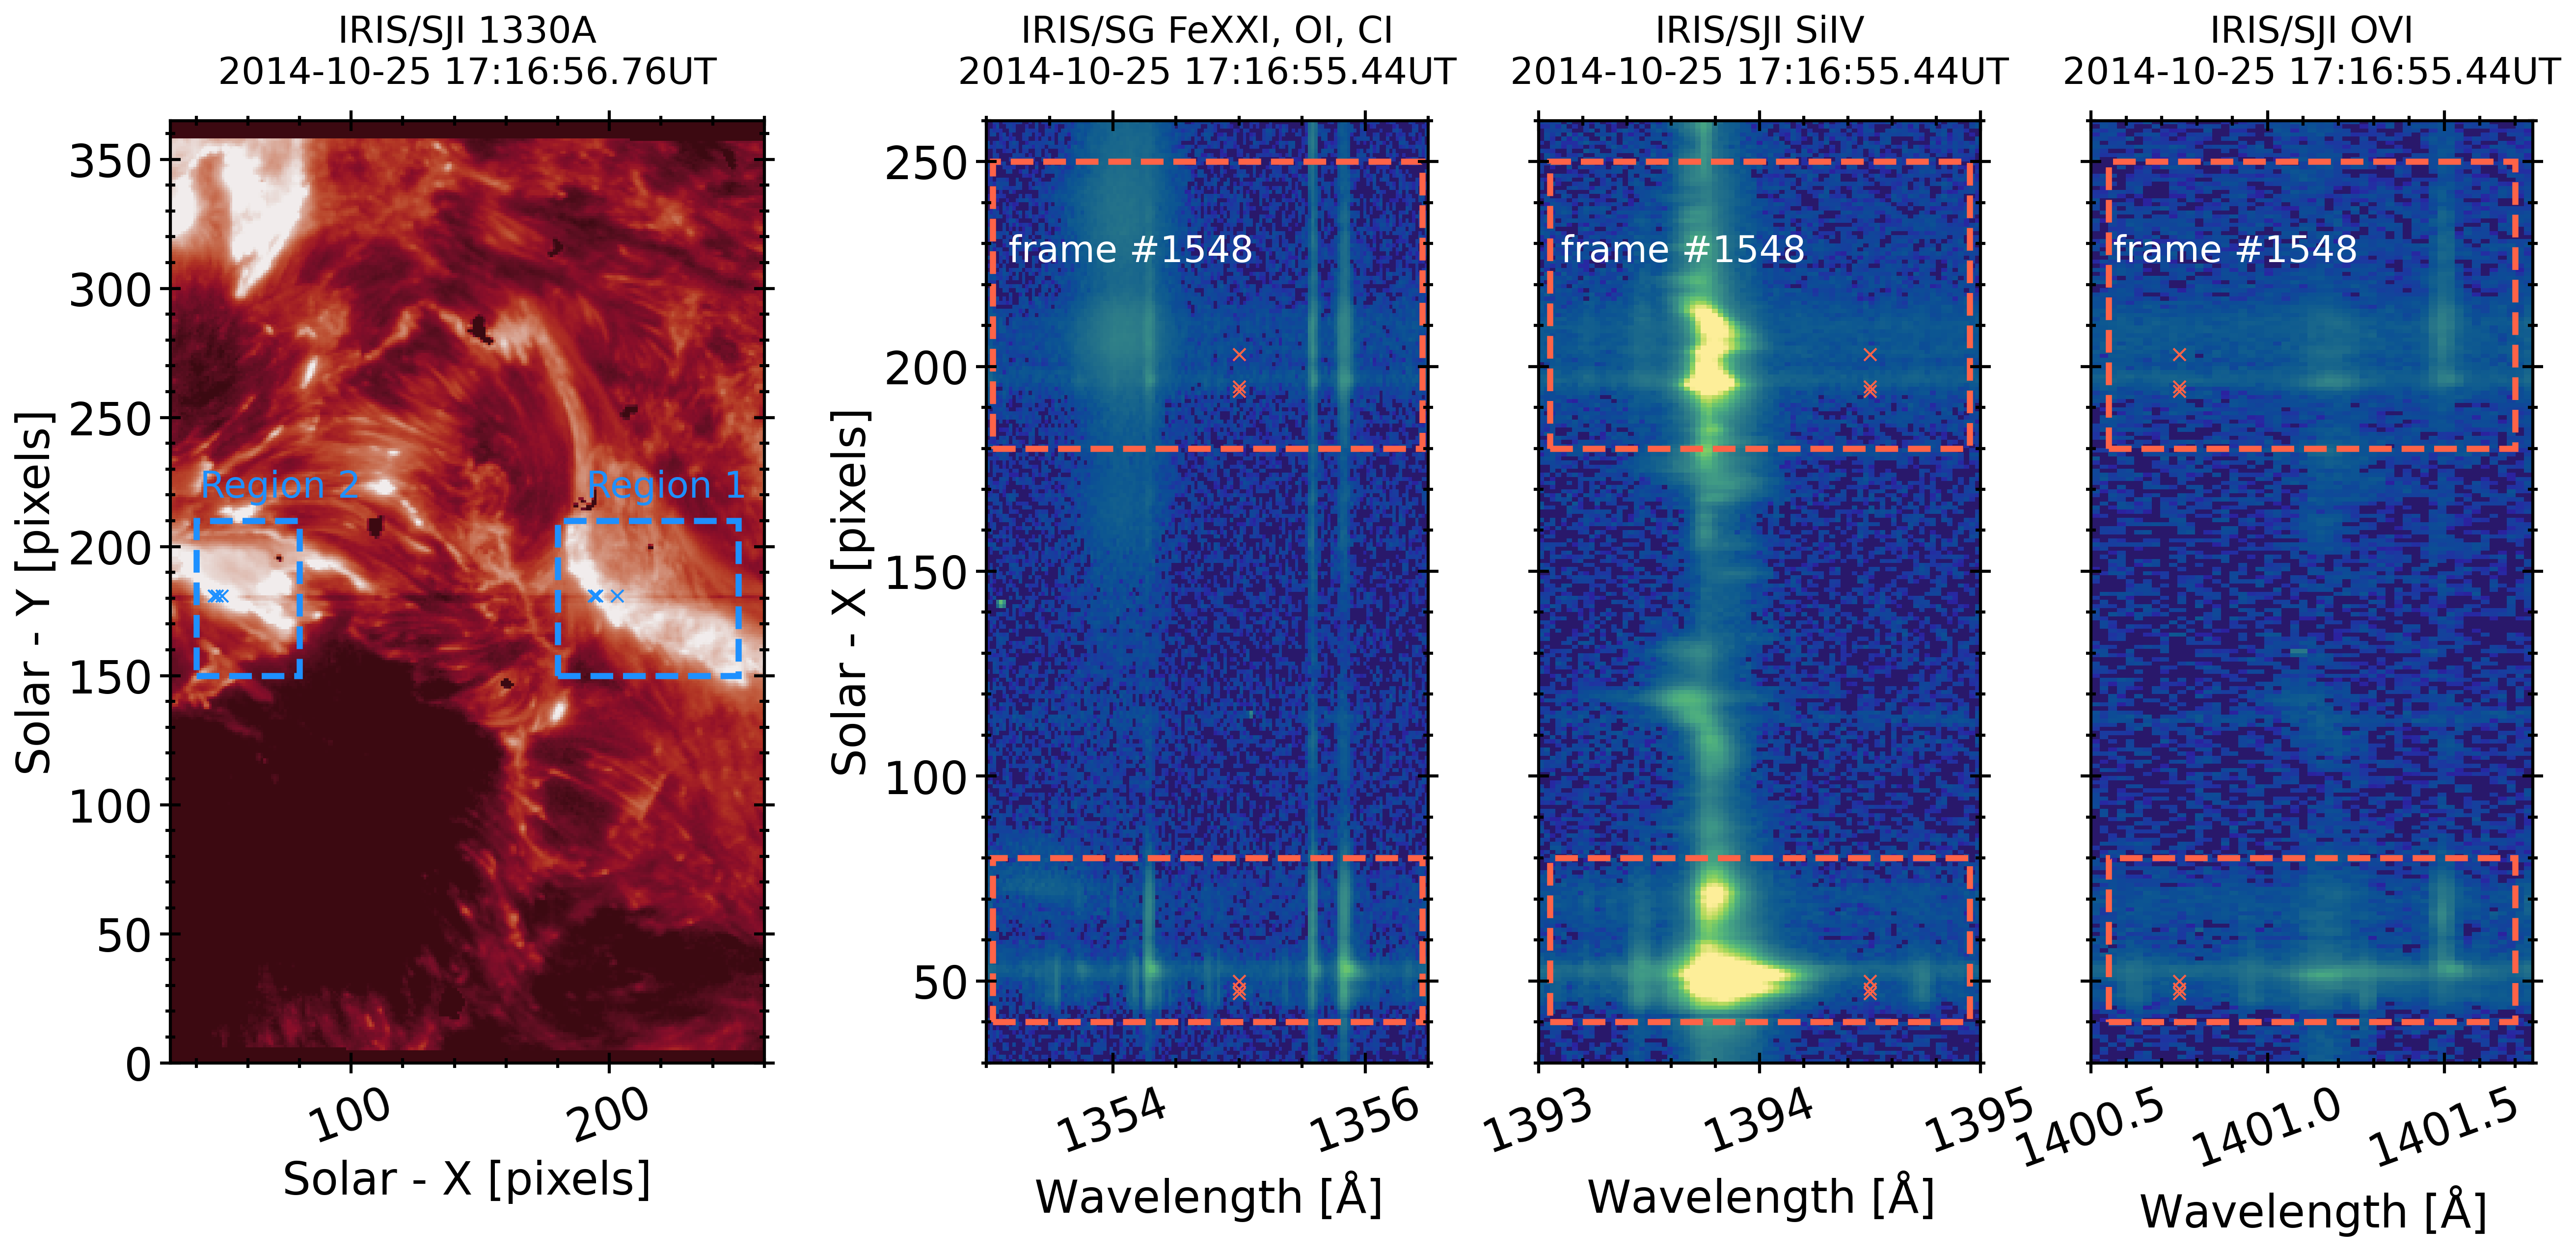 IRIS/SJI 1330A
2014-10-25 17:16:56.76UT
Solar - Y [pixels]
350
300
250
200
150
100
50
0
Region 2
Region 1
100
200
Solar - X [pixels]
IRIS/SG FeXXI, OI, CI
2014-10-25 17:16:55.44UT
Solar - X [pixels]
250
200
150
100
50
frame #1548
1354
1356
Wavelength [Å]
IRIS/SJI SiIV
2014-10-25 17:16:55.44UT
frame #1548
1393
1394
1395
Wavelength [Å]
IRIS/SJI OVI
2014-10-25 17:16:55.44UT
frame #1548
1400.5
1401.0
1401.5
Wavelength [Å]